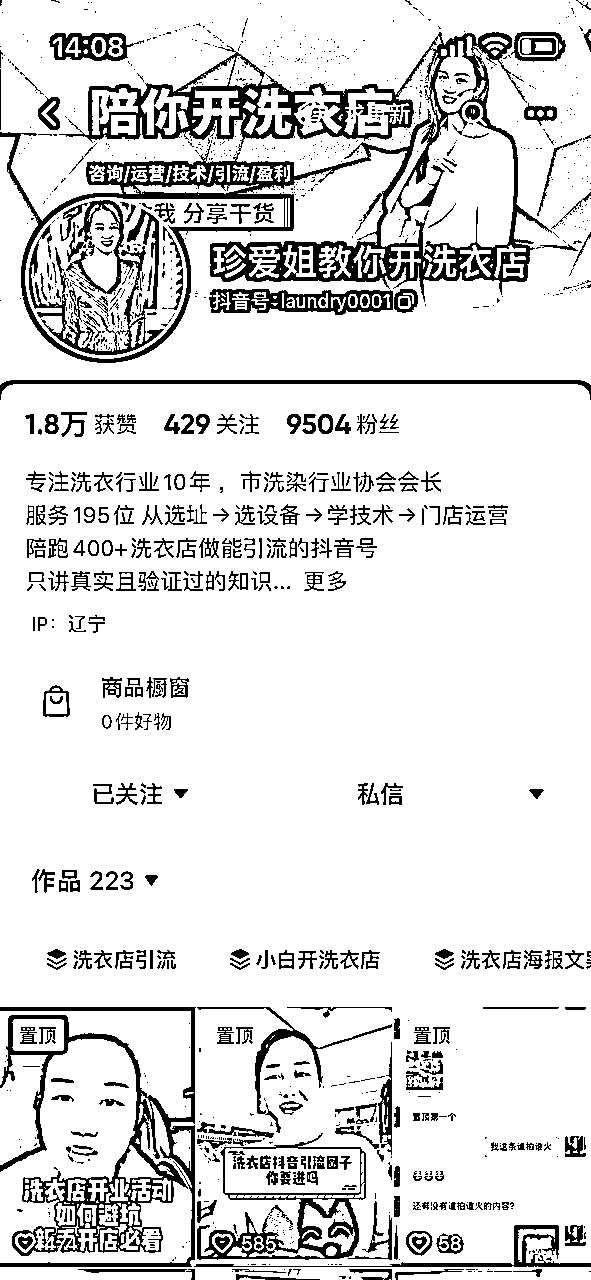 14:08
陪你开洗衣店
咨询/运营/技术/引流/盈利
我 分享干货
珍爱姐教你开洗衣店
抖音号:laundry0001
1.8万 获赞 429 关注 9504 粉丝
专注洗衣行业10年 ，市洗染行业协会会长
服务195位 从选址→选设备→学技术→门店运营
陪跑400+洗衣店做能引流的抖音号
只讲真实且验证过的知识... 更多
IP：辽宁
商品橱窗
0件好物
已关注 私信
作品 223
洗衣店引流 小白开洗衣店 洗衣店海报文案
置顶 置顶 置顶
置顶第一个
我这条谁拍谁火
还有没有谁拍谁火的内容?
洗衣店抖音引流团子
你要进吗
洗衣店开业活动
如何避坑
开店必看
585 58